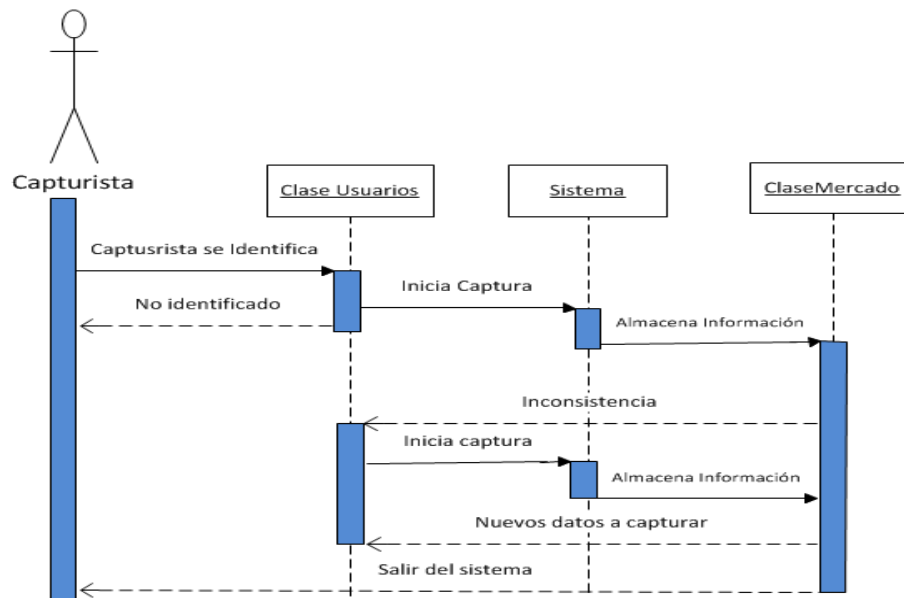 Capturista
Clase Usuarios
Sistema
ClaseMercado
Captusrista se Identifica
Inicia Captura
No identificado
Almacena Información
Inconsistencia
Inicia captura
Almacena Información
Nuevos datos a capturar
Salir del sistema